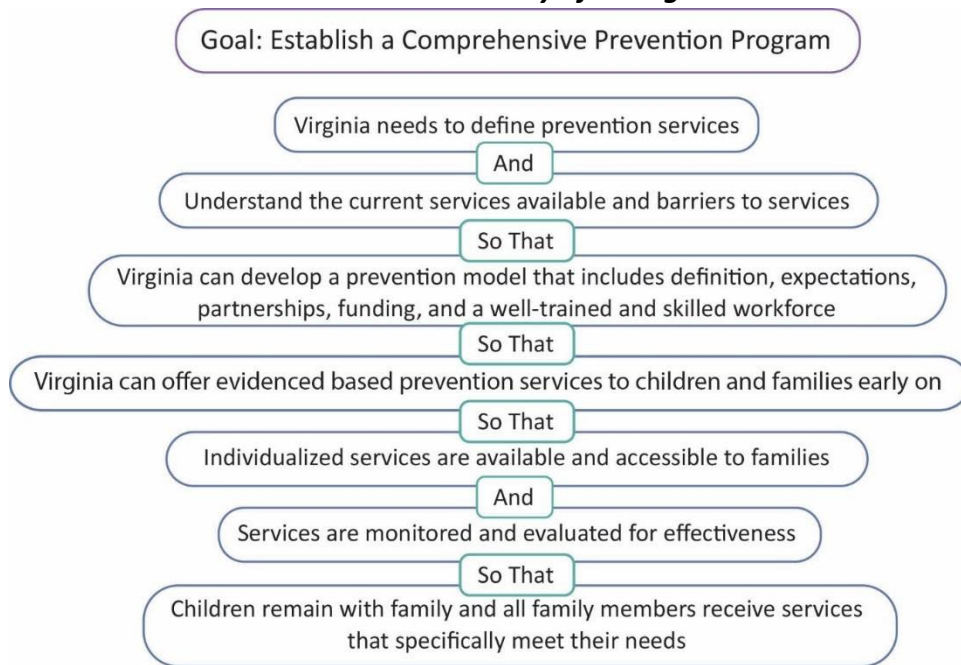 Goal: Establish a Comprehensive Prevention Program
Virginia needs to define prevention services
And
Understand the current services available and barriers to services
So That
Virginia can develop a prevention model that includes definition, expectations,
partnerships, funding, and a well-trained and skilled workforce
So That
Virginia can offer evidenced based prevention services to children and families early on
So That
Individualized services are available and accessible to families
And
Services are monitored and evaluated for effectiveness
So That
Children remain with family and all family members receive services
that specifically meet their needs